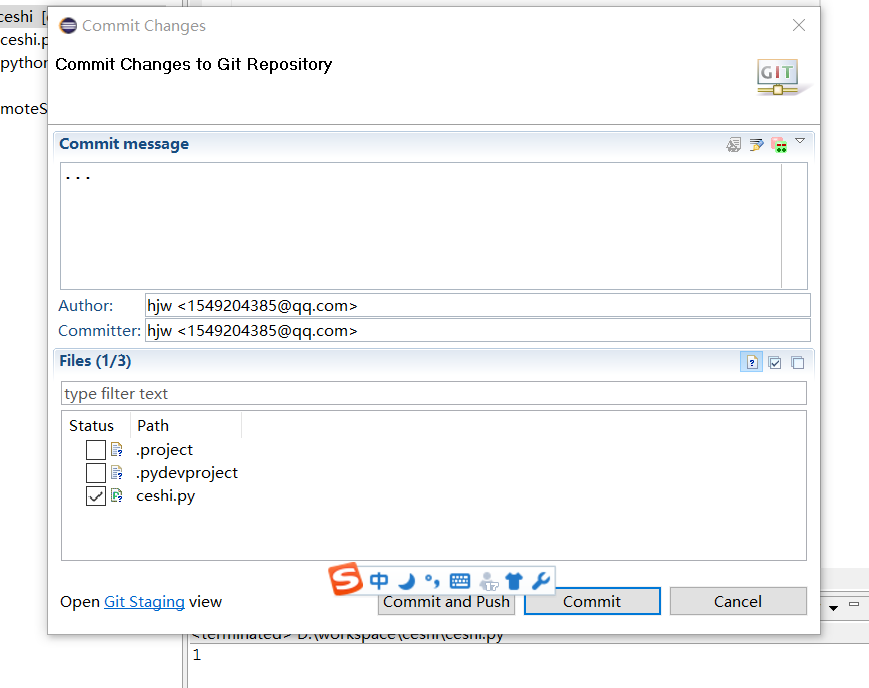 ceshi [
ceshi.p
python
moteS
Commit Changes
Commit Changes to Git Repository
GIT
Commit message
...
Author: hjw <1549204385@qq.com>
Committer: hjw <1549204385@qq.com>
Files (1/3)
type filter text
Status Path
.project
.pydevproject
ceshi.py
S 中
Open Git Staging view
Commit and Push Commit Cancel
<terminated> D:\workspace\ceshi\ceshi.py
1